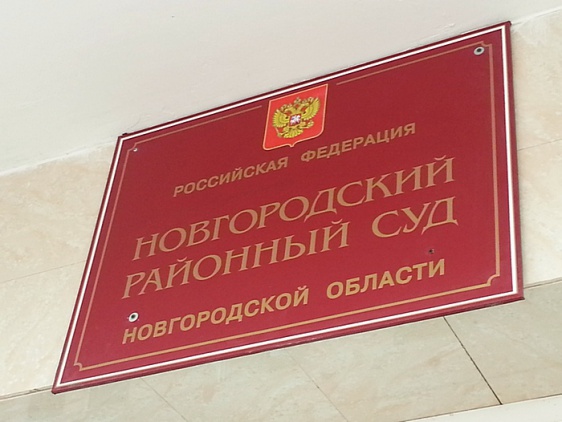 РОССИЙСКАЯ ФЕДЕРАЦИЯ
НОВГОРОДСКИЙ
РАЙОННЫЙ СУД
НОВГОРОДСКОЙ ОБЛАСТИ